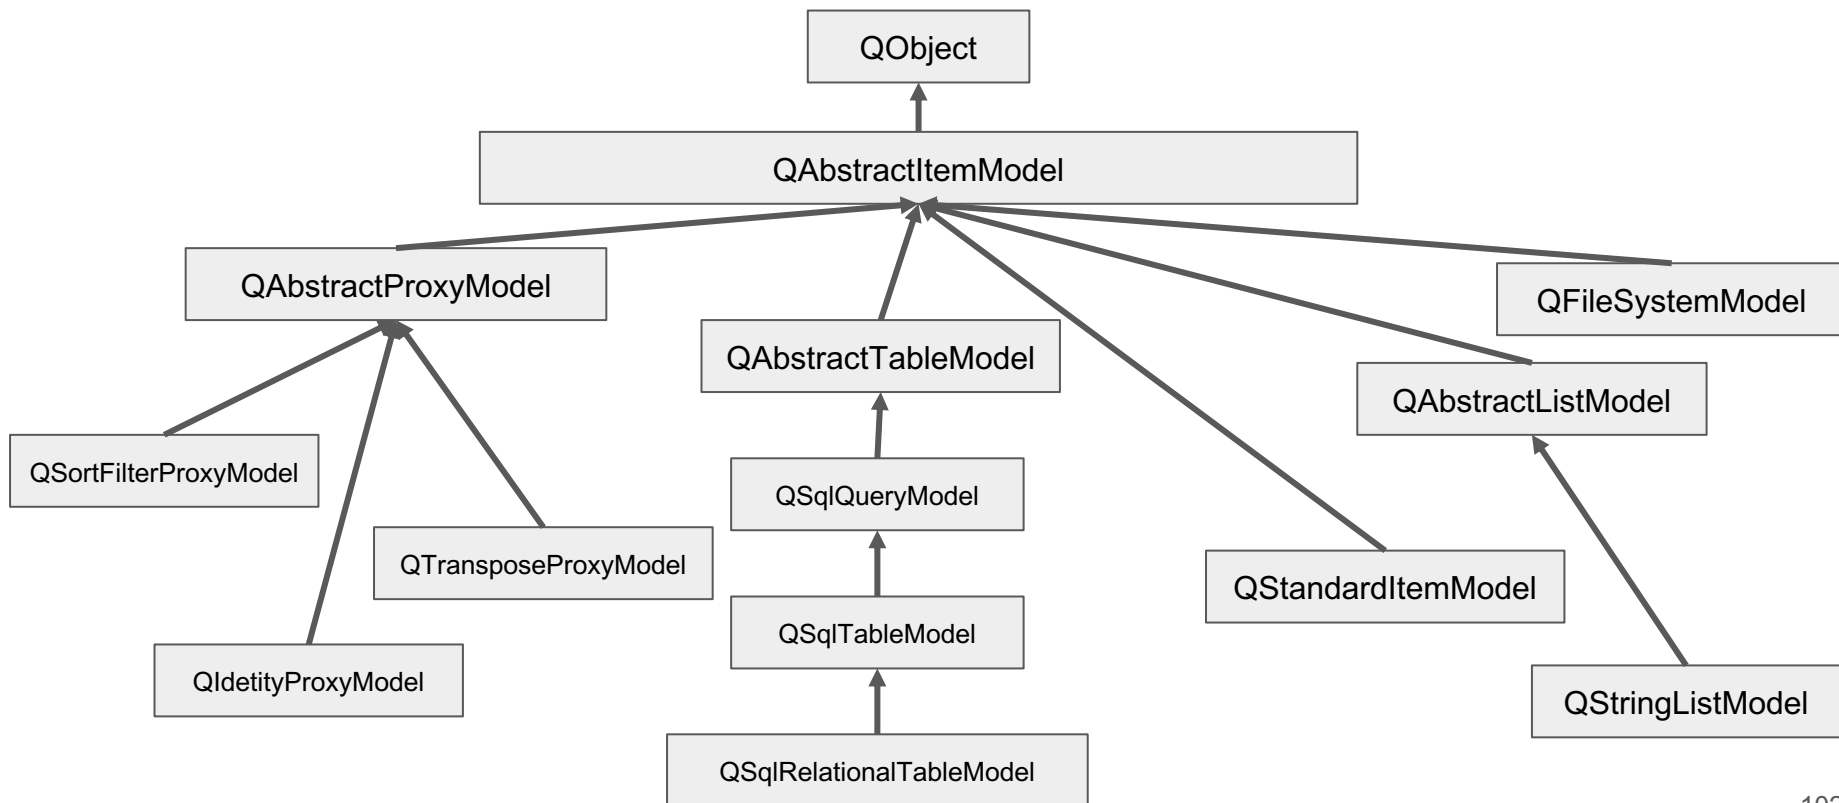 QObject
QAbstractItemModel
QAbstractProxyModel
QFileSystemModel
QAbstractTableModel
QAbstractListModel
QSortFilterProxyModel
QSqlQueryModel
QTransposeProxyModel
QStandardItemModel
QSqlTableModel
QIdetityProxyModel
QStringListModel
QSqlRelationalTableModel